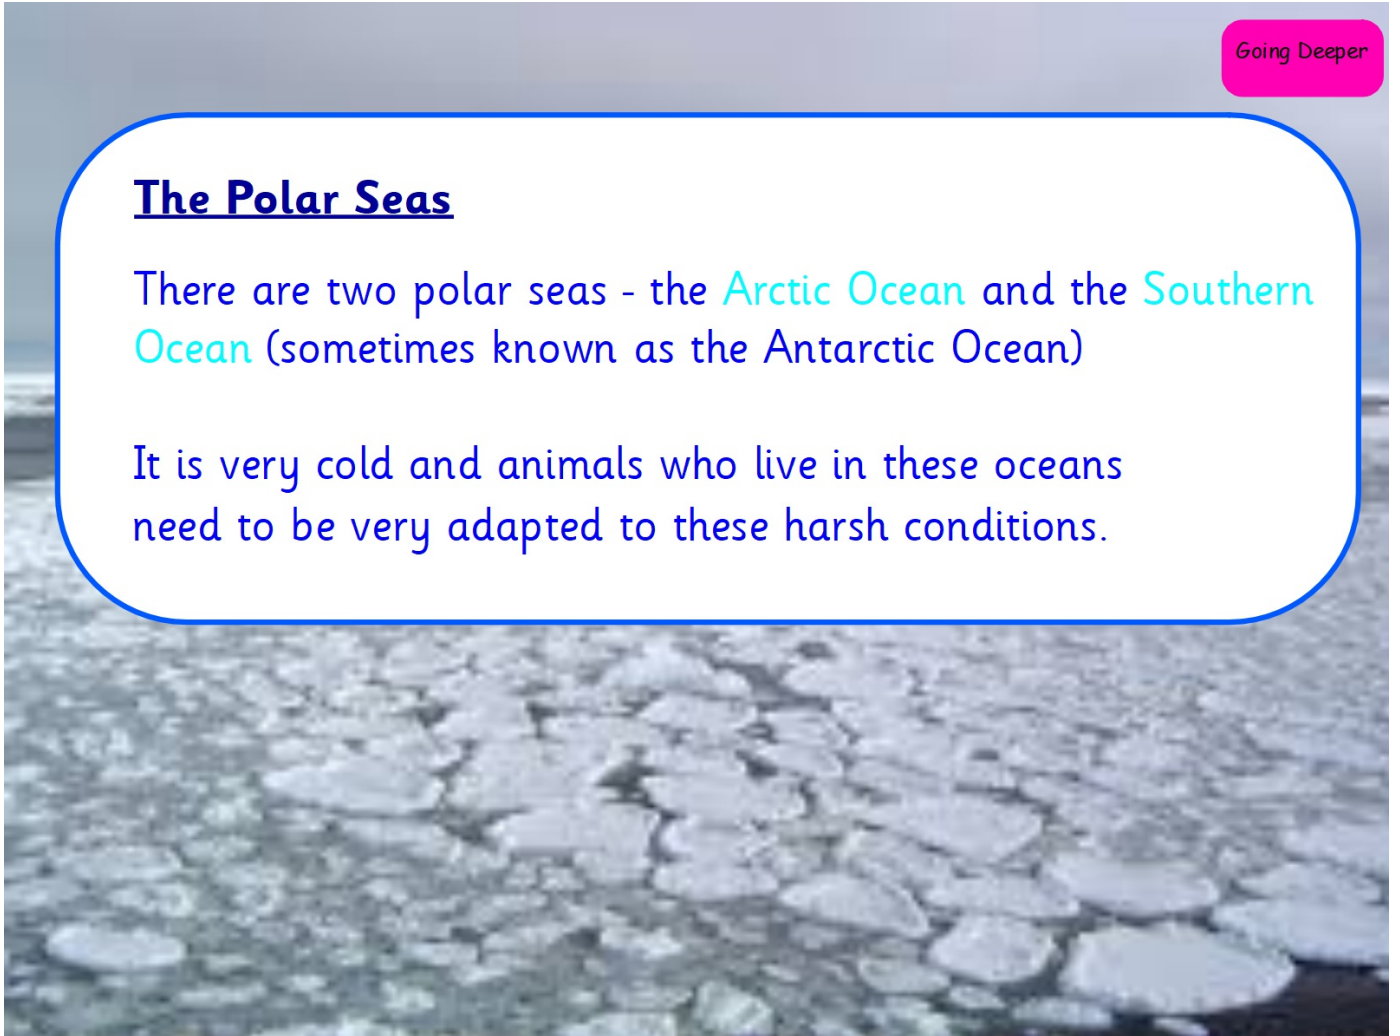 Going Deeper
The Polar Seas
There are two polar seas - the Arctic Ocean and the Southern
Ocean (sometimes known as the Antarctic Ocean)
It is very cold and animals who live in these oceans
need to be very adapted to these harsh conditions.